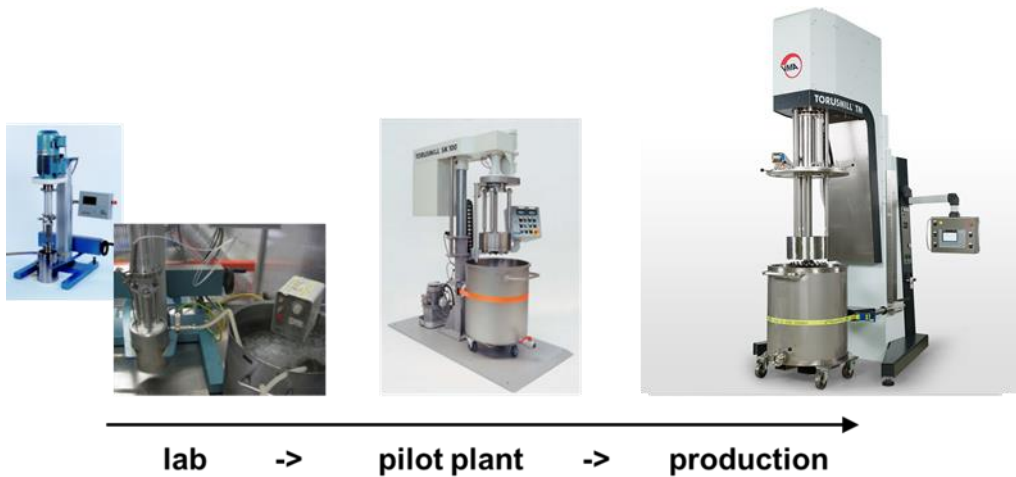 VMA
TORUSMILL TM
TORUSMILL SK 100
lab -> pilot plant -> production